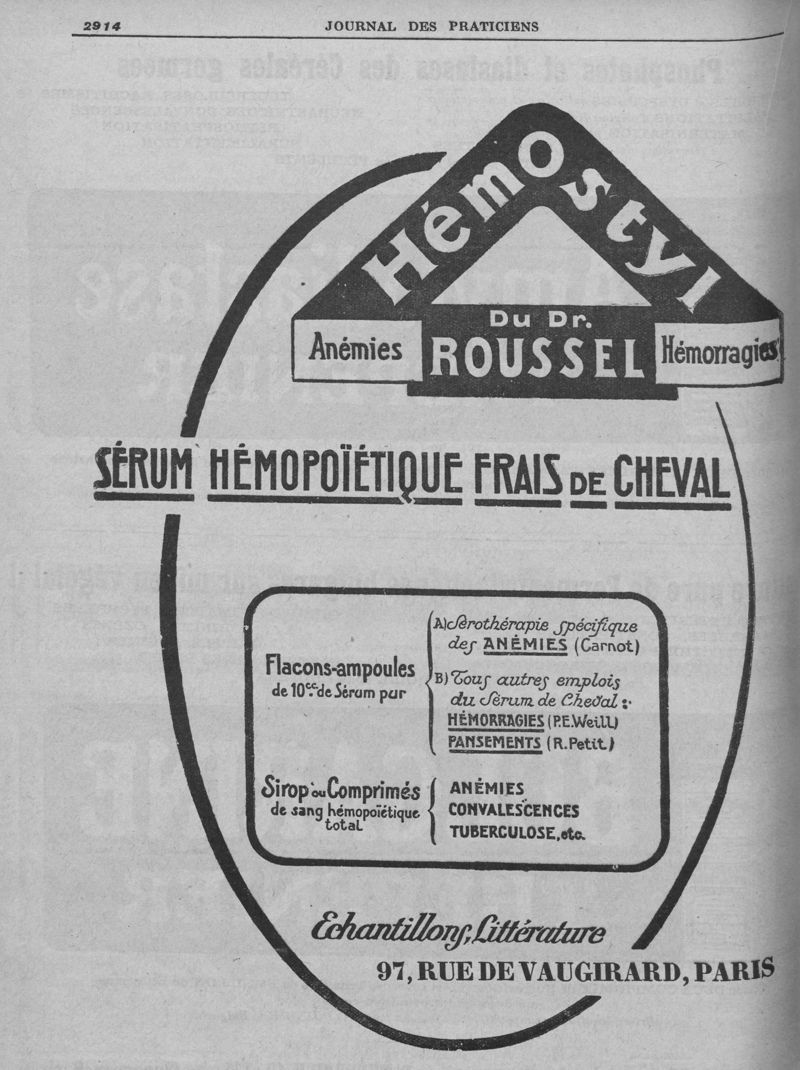 2914
JOURNAL DES PRATICIENS
Hémostyl
Du Dr.
ROUSSEL
Anémies
Hémorragies
SÉRUM HÉMOPOÏÉTIQUE FRAIS DE CHEVAL
Flacons-ampoules
de 10cc. de Sérum pur
A) Sérothérapie spécifique
des ANÉMIES (Carnot)
B) Tous autres emplois
du Sérum de Cheval :
HÉMORRAGIES (P.E. Weill)
PANSEMENTS (R. Petit)
Sirop ou Comprimés
de sang hémopoïétique
total
ANÉMIES
CONVALESCENCES
TUBERCULOSE, etc.
Echantillons, Littérature
97, RUE DE VAUGIRARD, PARIS